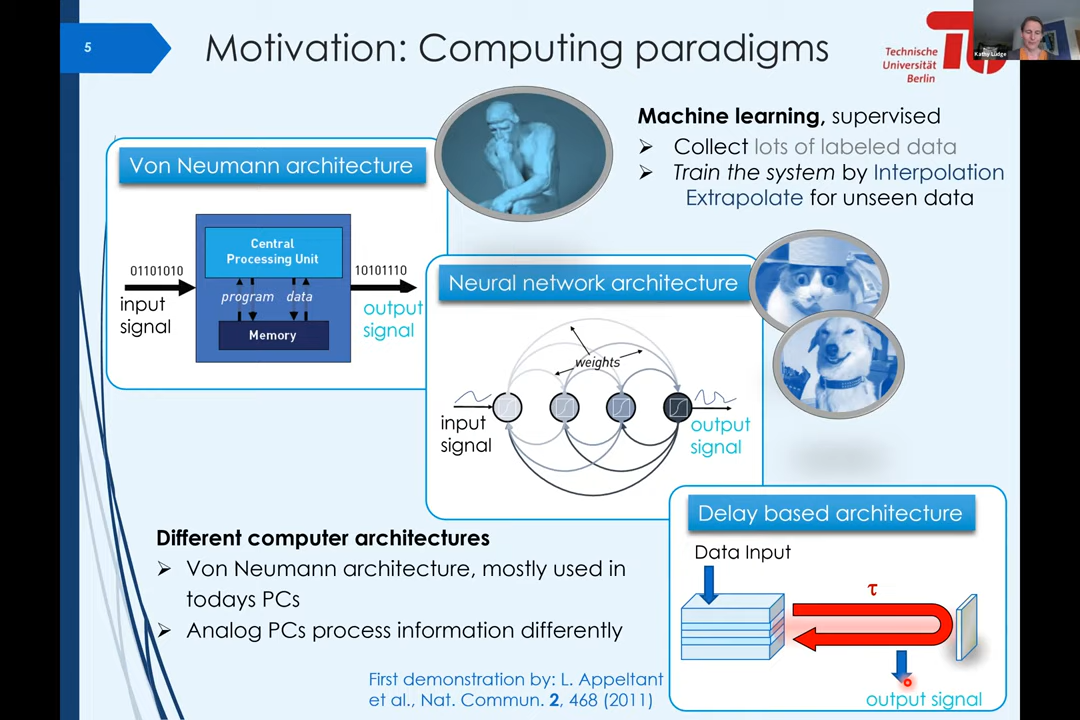 5
Motivation: Computing paradigms
Technische
Universität
Berlin
Kathy Lüdge
Machine learning, supervised
➢ Collect lots of labeled data
➢ Train the system by Interpolation
Extrapolate for unseen data
Von Neumann architecture
Central
Processing Unit
01101010
10101110
program data
input
signal
output
signal
Memory
Neural network architecture
weights
input
signal
output
signal
Delay based architecture
Data Input
τ
output signal
Different computer architectures
➢ Von Neumann architecture, mostly used in
todays PCs
➢ Analog PCs process information differently
First demonstration by: L. Appeltant
et al., Nat. Commun. 2, 468 (2011)